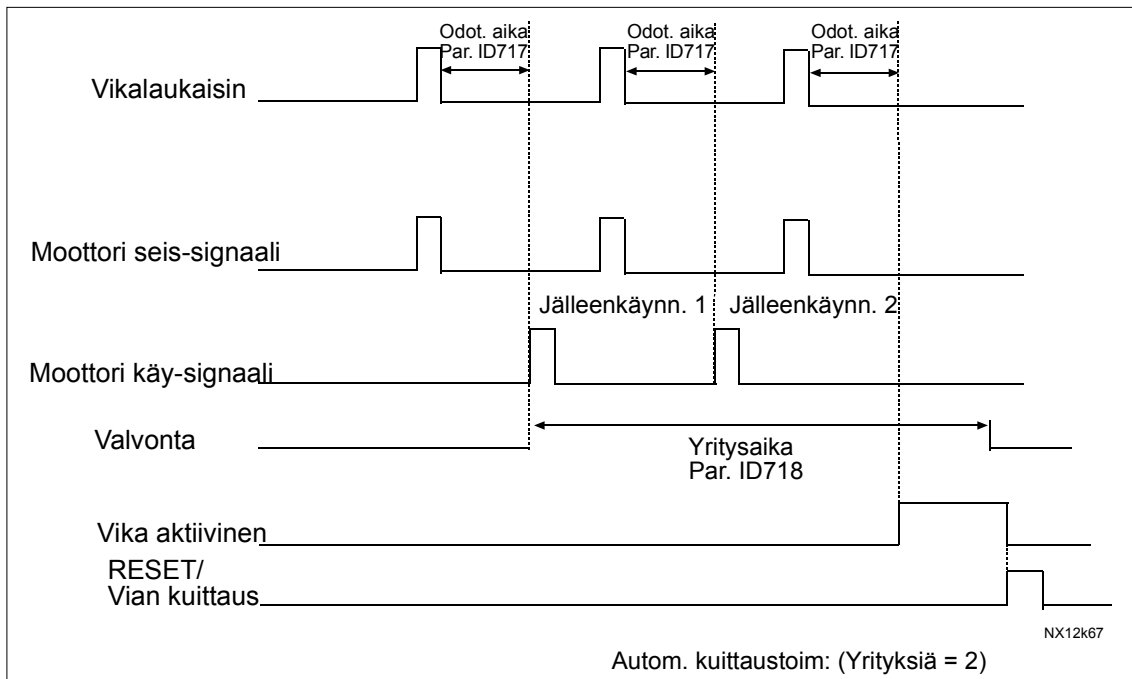 Odot. aika
Par. ID717
Odot. aika
Par. ID717
Odot. aika
Par. ID717
Vikalaukaisin
Moottori seis-signaali
Jälleenkäynn. 1
Jälleenkäynn. 2
Moottori käy-signaali
Valvonta
Yritysaika
Par. ID718
Vika aktiivinen
RESET/
Vian kuittaus
NX12k67
Autom. kuittaustoim: (Yrityksiä = 2)